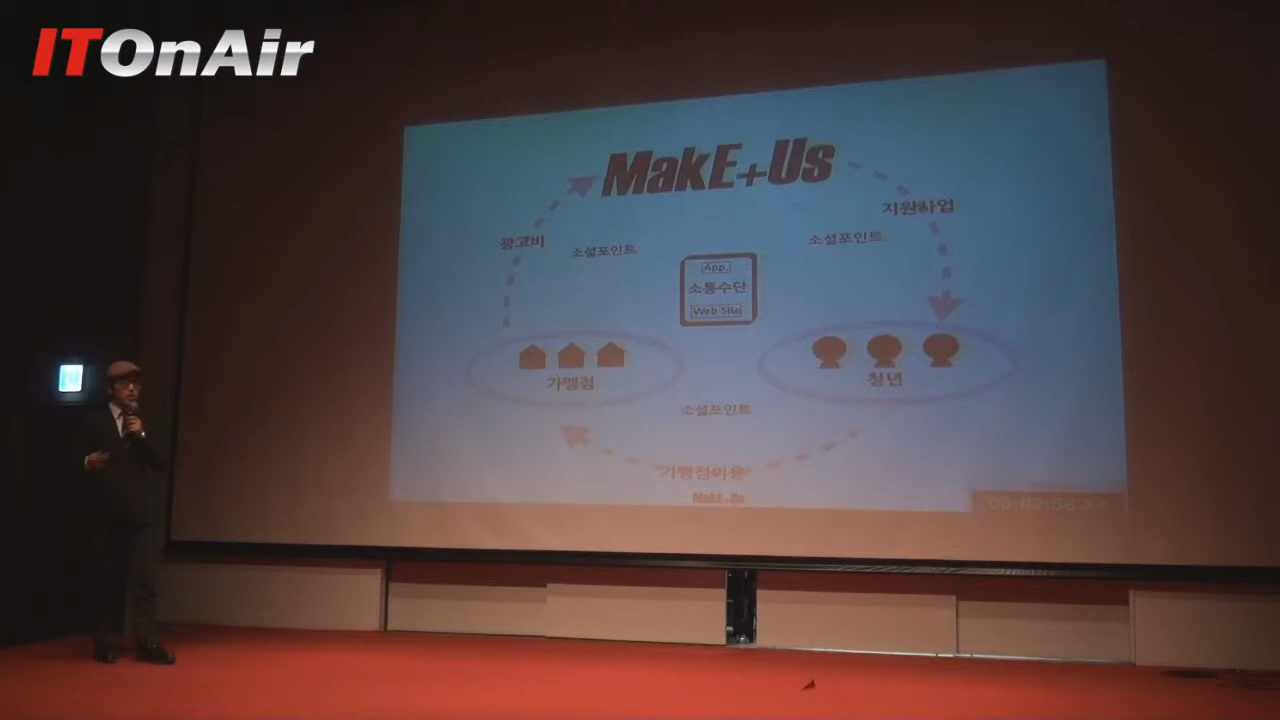 ITOnAir
MakE+Us
지원사업
광고비
소셜포인트
소셜포인트
App.
소통수단
Web Site
가맹점
청년
소셜포인트
가맹점이용
MakE+Us